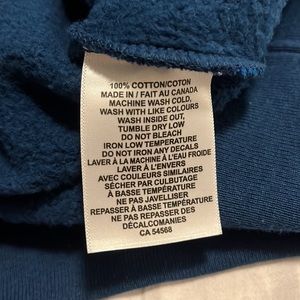 100% COTTON/COTON
MADE IN / FAIT AU CANADA
MACHINE WASH COLD,
WASH WITH LIKE COLOURS
WASH INSIDE OUT,
TUMBLE DRY LOW
DO NOT BLEACH
IRON LOW TEMPERATURE
DO NOT IRON ANY DECALS
LAVER À LA MACHINE À L'EAU FROIDE
LAVER À L'ENVERS
AVEC COULEURS SIMILAIRES
SÉCHER PAR CULBUTAGE
À BASSE TEMPÉRATURE
NE PAS JAVELLISER
REPASSER À BASSE TEMPÉRATURE
NE PAS REPASSER DES
DÉCALCOMANIES
CA 54568